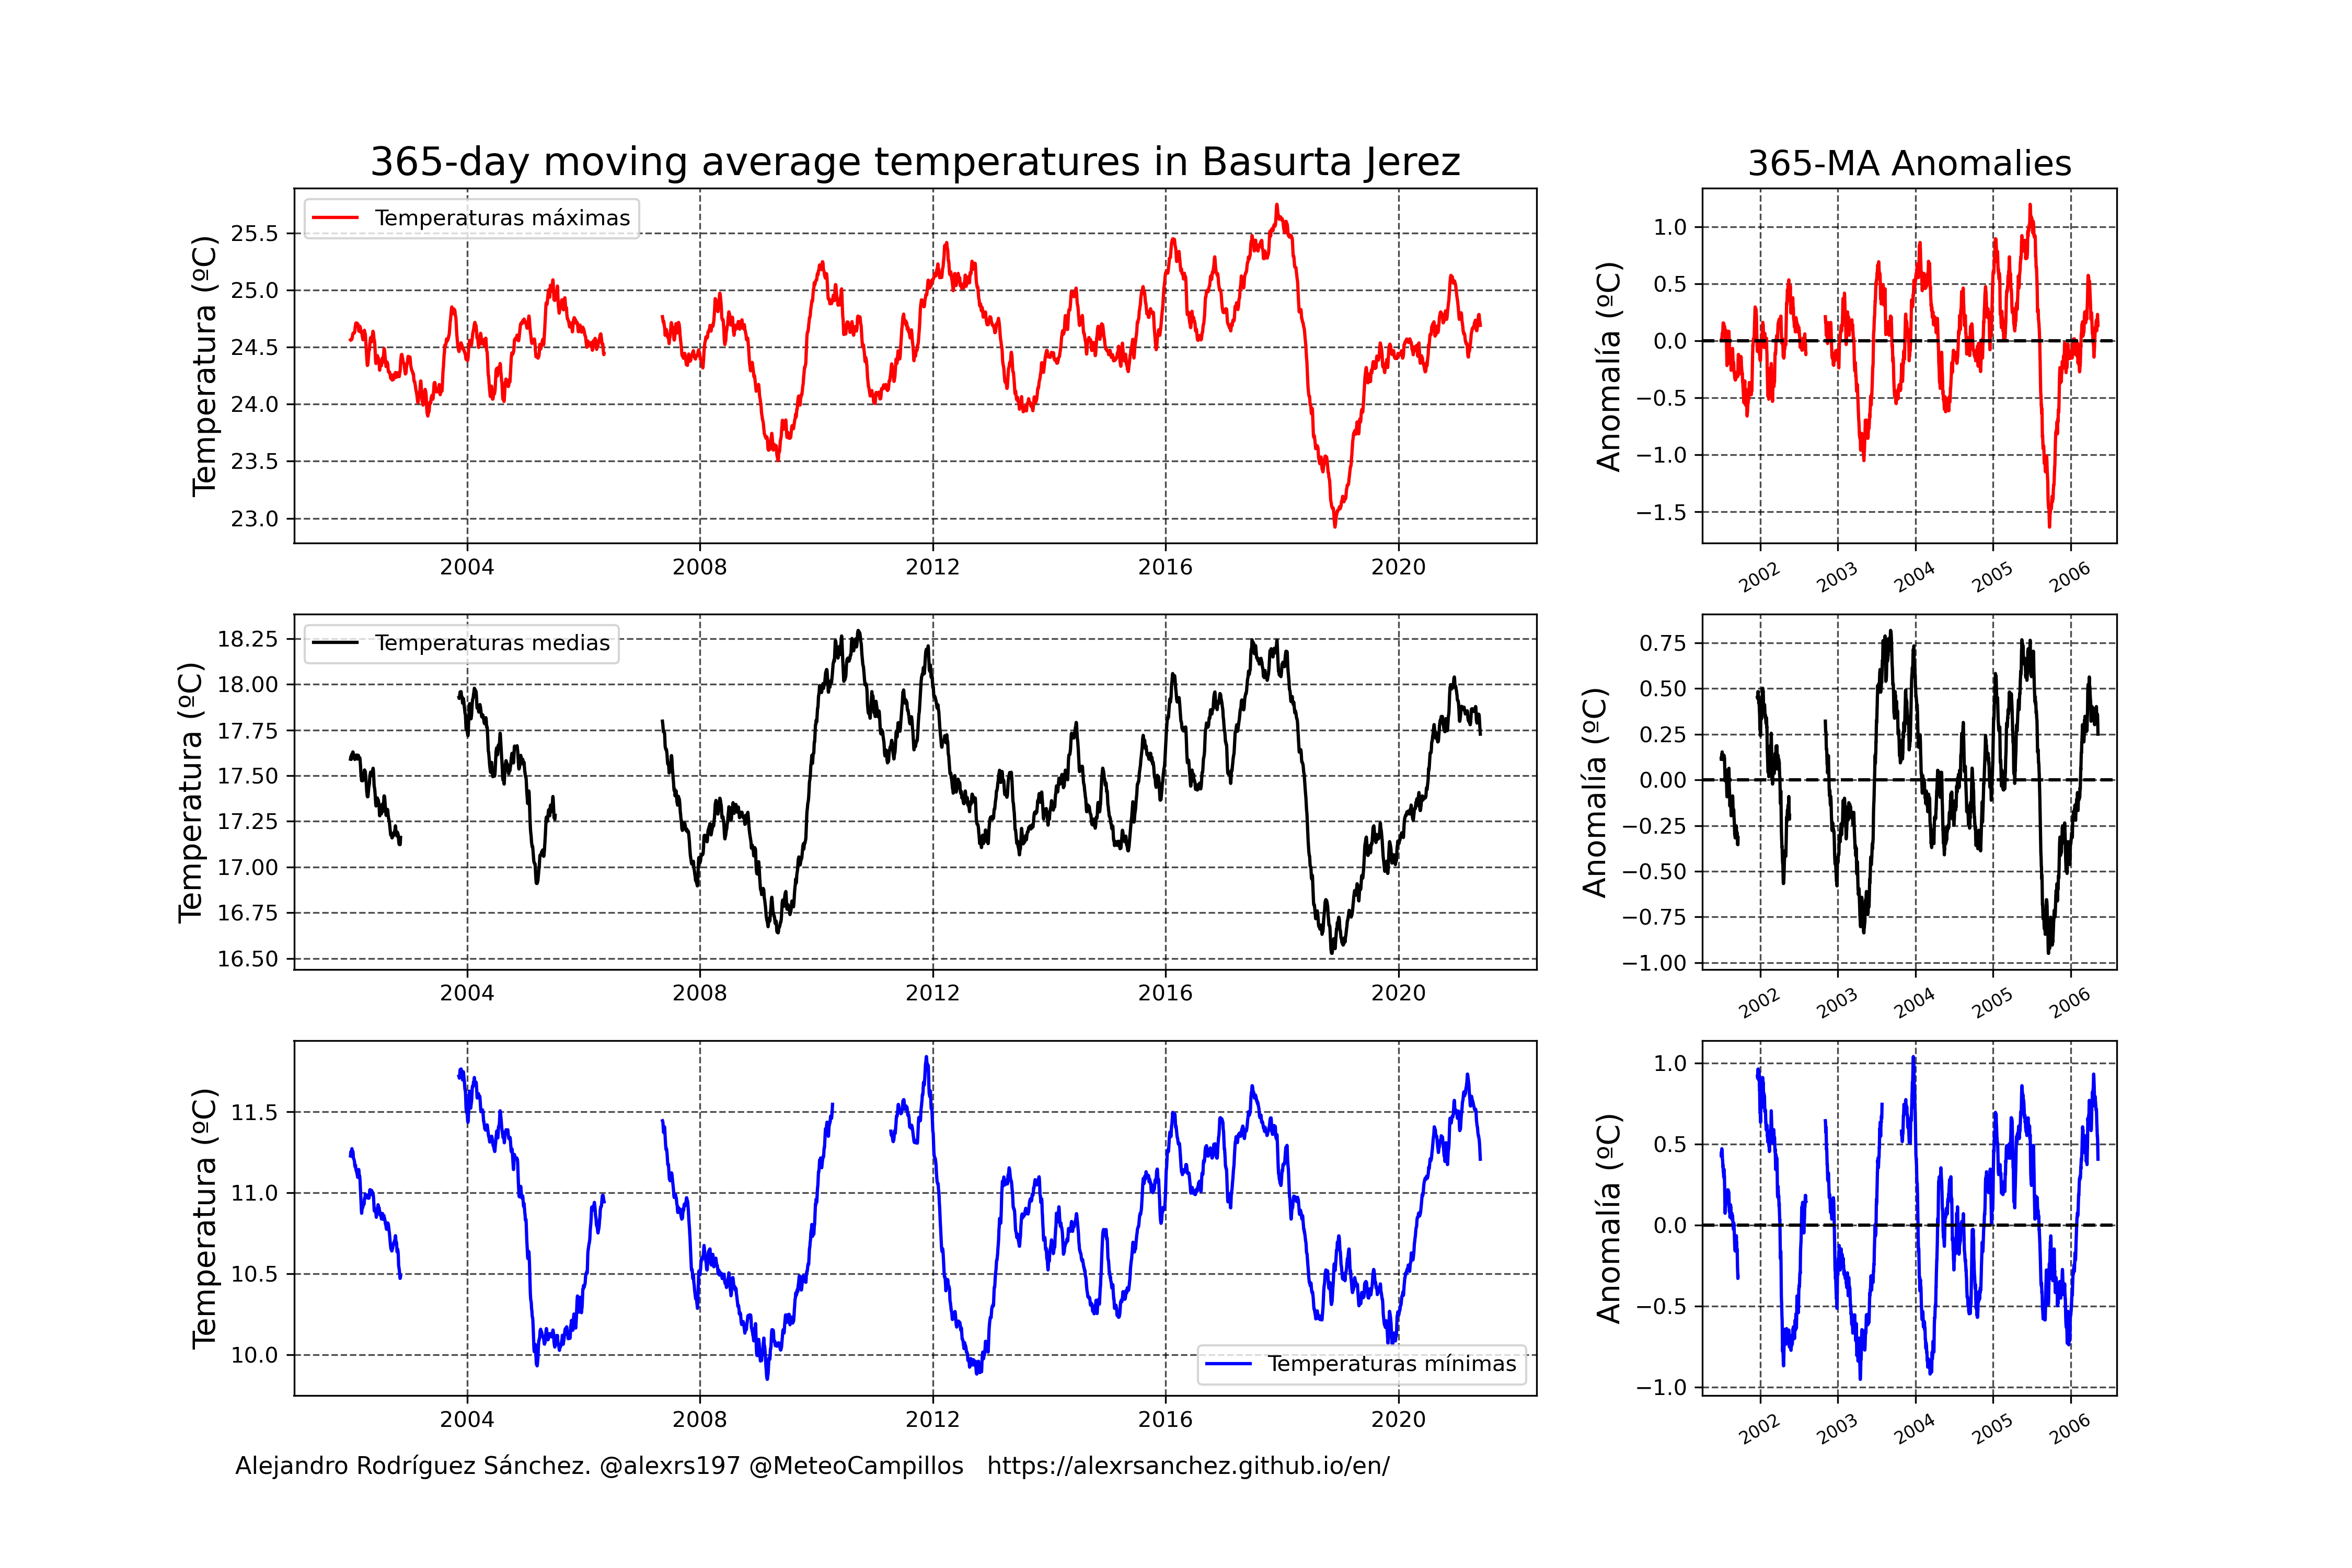 365-day moving average temperatures in Basurta Jerez
365-MA Anomalies
Temperatura (ºC)
25.5
25.0
24.5
24.0
23.5
23.0
Temperaturas máximas
2004 2008 2012 2016 2020
Anomalía (ºC)
1.0
0.5
0.0
−0.5
−1.0
−1.5
2002 2003 2004 2005 2006
Temperatura (ºC)
18.25
18.00
17.75
17.50
17.25
17.00
16.75
16.50
Temperaturas medias
2004 2008 2012 2016 2020
Anomalía (ºC)
0.75
0.50
0.25
0.00
−0.25
−0.50
−0.75
−1.00
2002 2003 2004 2005 2006
Temperatura (ºC)
11.5
11.0
10.5
10.0
Temperaturas mínimas
2004 2008 2012 2016 2020
Anomalía (ºC)
1.0
0.5
0.0
−0.5
−1.0
2002 2003 2004 2005 2006
Alejandro Rodríguez Sánchez. @alexrs197 @MeteoCampillos https://alexrsanchez.github.io/en/